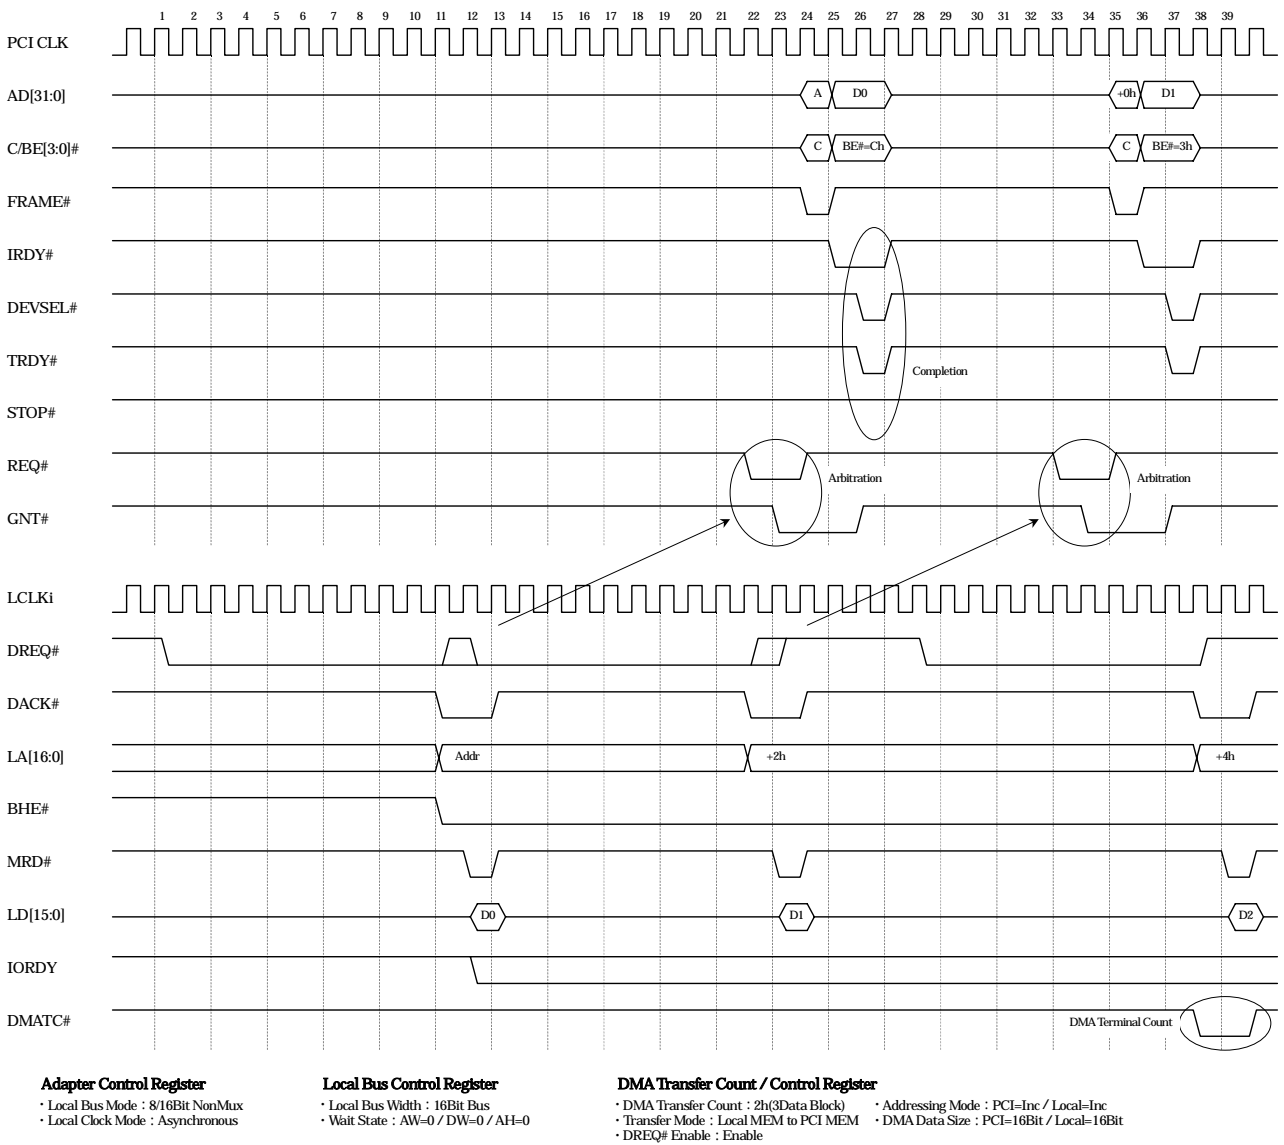 1 2 3 4 5 6 7 8 9 10 11 12 13 14 15 16 17 18 19 20 21 22 23 24 25 26 27 28 29 30 31 32 33 34 35 36 37 38 39
PCI CLK
AD[31:0] A D0 +0h D1
C/BE[3:0]# C BE#=Ch C BE#=3h
FRAME#
IRDY#
DEVSEL#
TRDY#
Completion
STOP#
REQ#
Arbitration Arbitration
GNT#
LCLKi
DREQ#
DACK#
LA[16:0] Addr +2h +4h
BHE#
MRD#
LD[15:0] D0 D1 D2
IORDY
DMATC# DMA Terminal Count
Adapter Control Register Local Bus Control Register DMA Transfer Count / Control Register
・Local Bus Mode：8/16Bit NonMux ・Local Bus Width：16Bit Bus ・DMA Transfer Count：2h(3Data Block) ・Addressing Mode：PCI=Inc / Local=Inc
・Local Clock Mode：Asynchronous ・Wait State：AW=0 / DW=0 / AH=0 ・Transfer Mode：Local MEM to PCI MEM ・DMA Data Size：PCI=16Bit / Local=16Bit
・DREQ# Enable：Enable